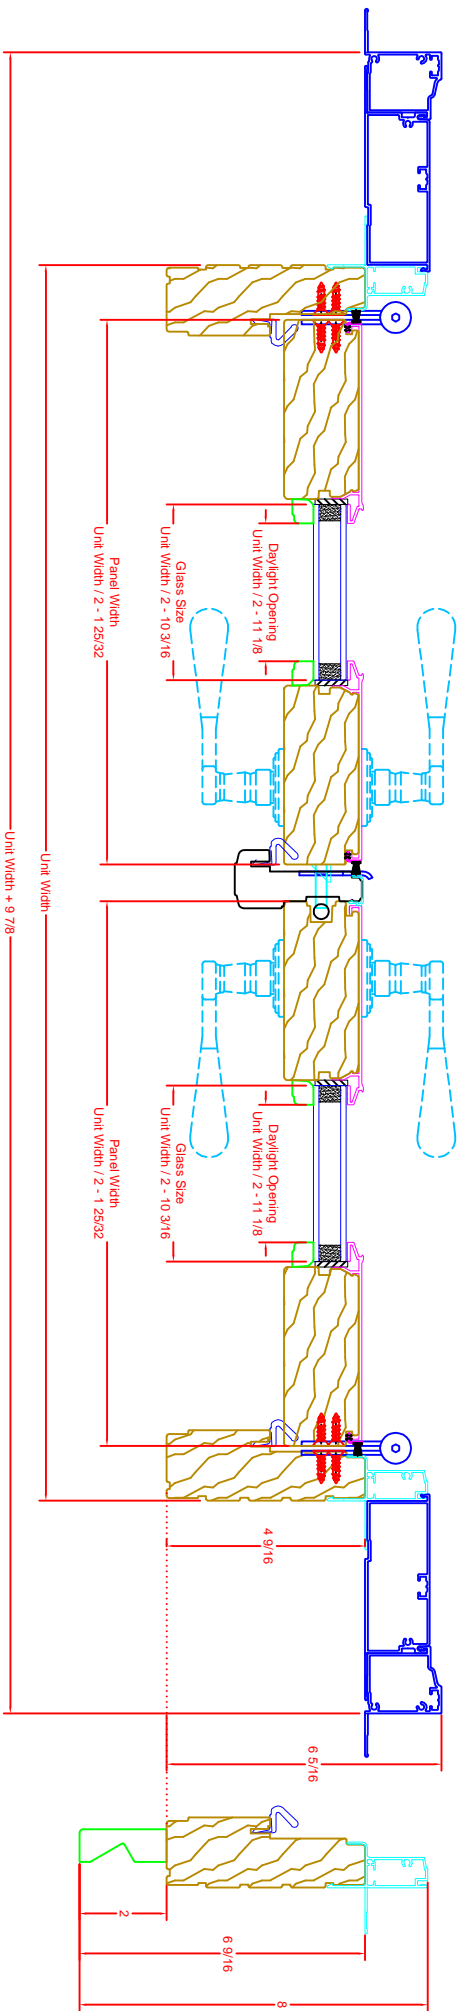 Daylight Opening
Unit Width / 2 - 11 1/8
Glass Size
Unit Width / 2 - 10 3/16
Panel Width
Unit Width / 2 - 1 25/32
Unit Width
Unit Width + 9 7/8
Daylight Opening
Unit Width / 2 - 11 1/8
Glass Size
Unit Width / 2 - 10 3/16
Panel Width
Unit Width / 2 - 1 25/32
4 9/16
6 5/16
2
6 9/16
8